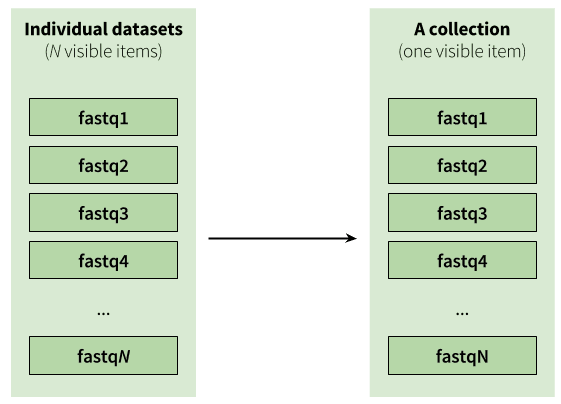 Individual datasets
(N visible items)
fastq1
fastq2
fastq3
fastq4
...
fastqN
A collection
(one visible item)
fastq1
fastq2
fastq3
fastq4
...
fastqN